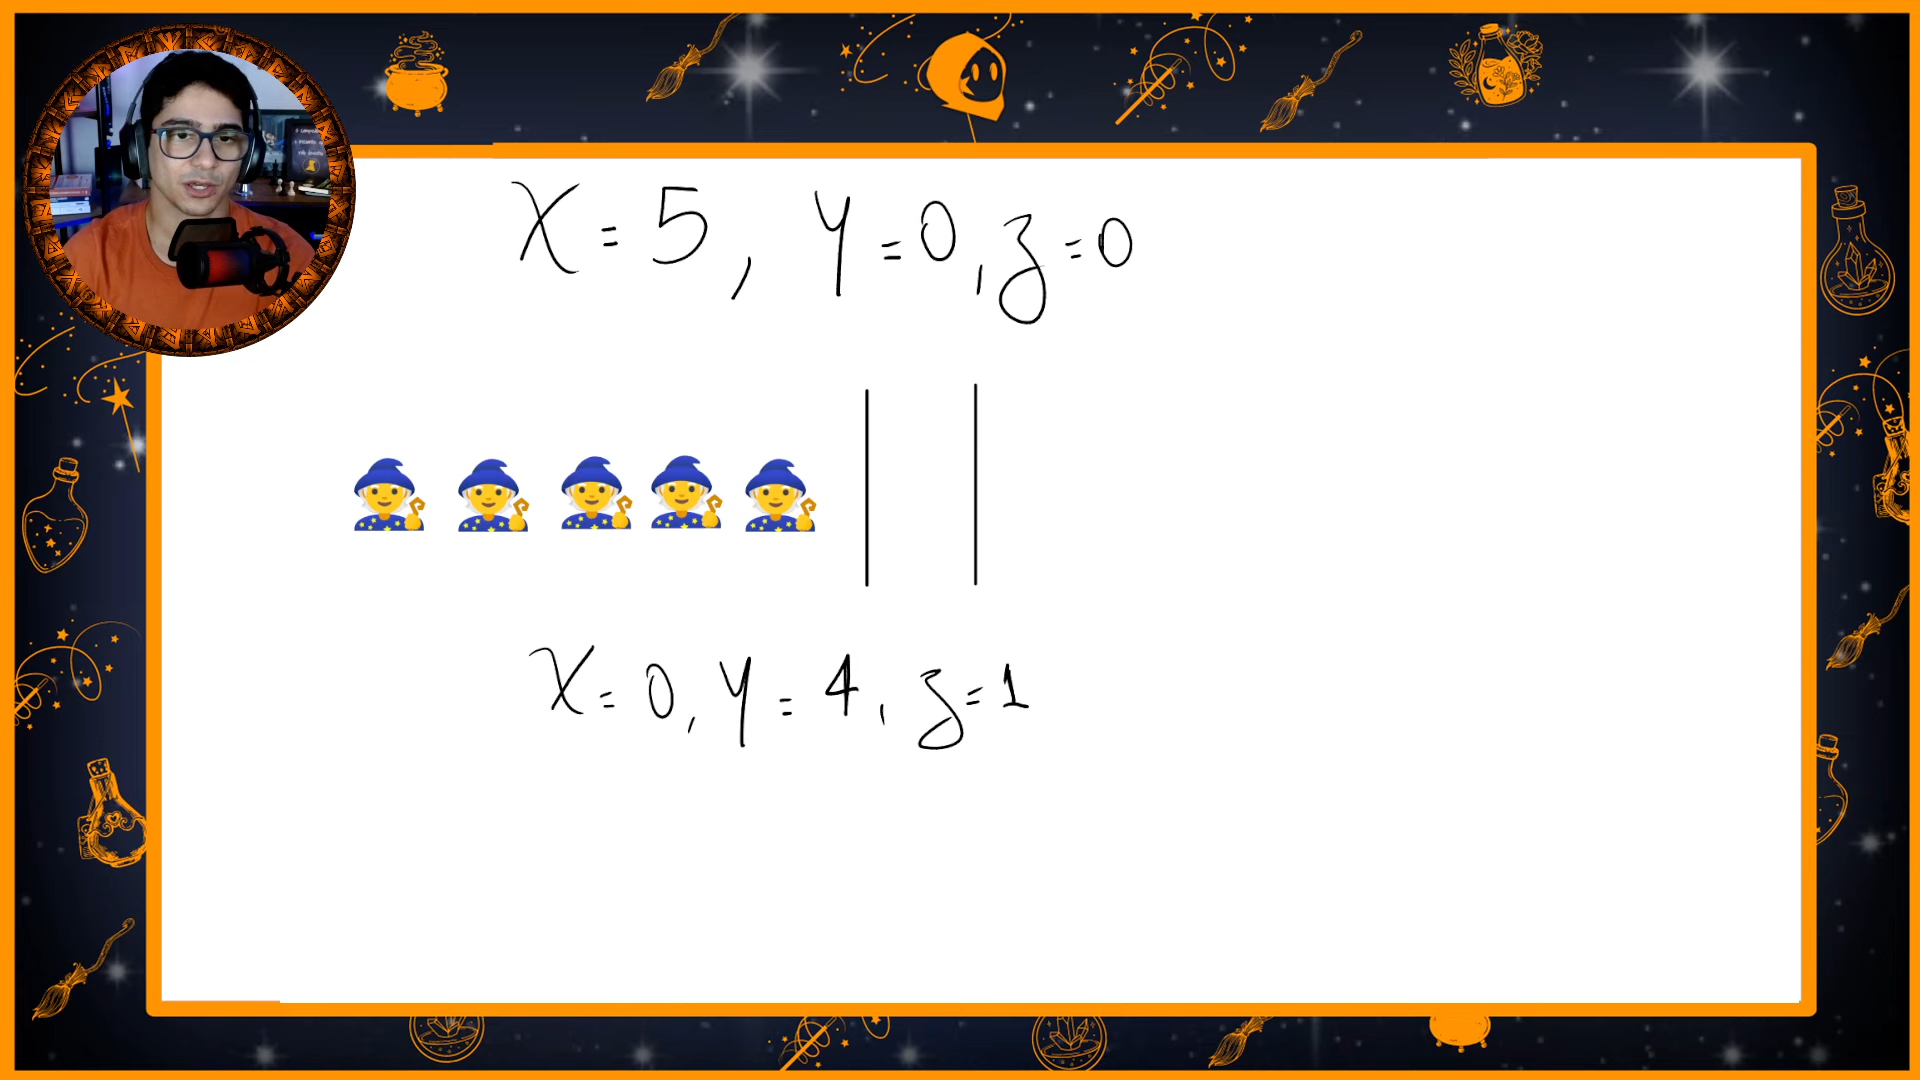 X = 5, Y = 0, z = 0
X = 0, Y = 4, z = 1